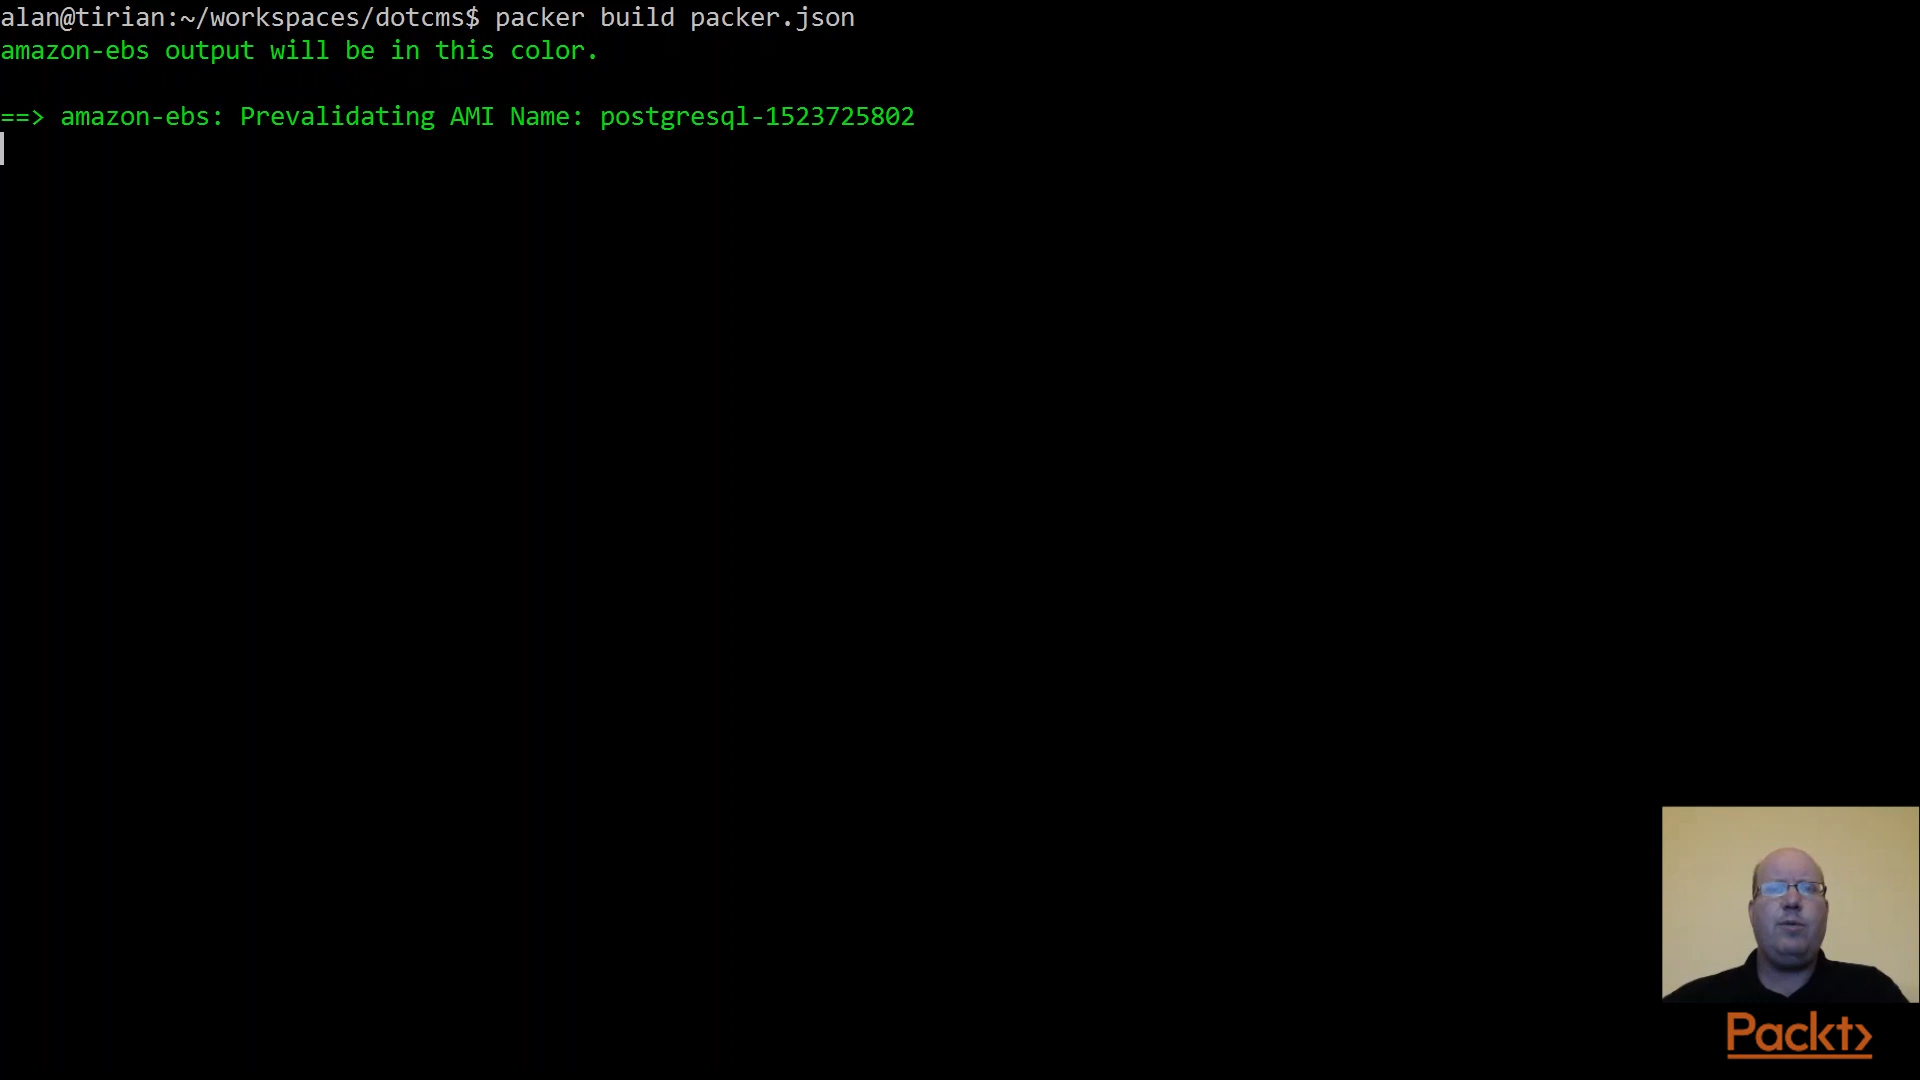 alan@tirian:~/workspaces/dotcms$ packer build packer.json
amazon-ebs output will be in this color.
==> amazon-ebs: Prevalidating AMI Name: postgresql-1523725802
Packt>